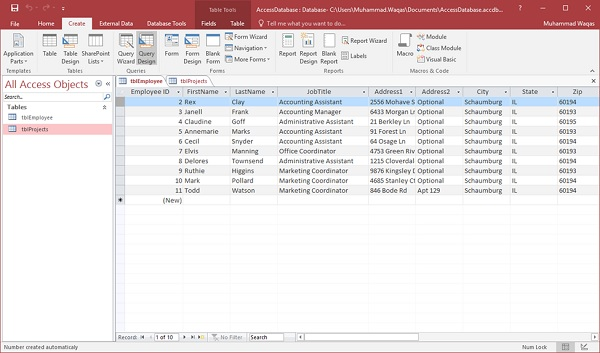 Table Tools
AccessDatabase : Database- C:\Users\Muhammad.Waqas\Documents\AccessDatabase.accdb...
?
File Home Create External Data Database Tools Fields Table Tell me what you want to do... Muhammad Waqas
Application Parts
Table
Table Design
SharePoint Lists
Query Wizard
Query Design
Form
Form Design
Blank Form
Form Wizard
Navigation
More Forms
Report
Report Design
Blank Report
Report Wizard
Labels
Macro
Module
Class Module
Visual Basic
Templates Tables Queries Forms Reports Macros & Code
All Access Objects
Search...
Tables
tblEmployee
tblProjects
tblEmployee tblProjects
Employee ID FirstName LastName JobTitle Address1 Address2 City State Zip
2 Rex Clay Accounting Assistant 2556 Mohave S Optional Schaumburg IL 60194
3 Janell Frank Accounting Manager 6433 Morgan Ln Optional Schaumburg IL 60193
4 Claudine Goff Administrative Assistant 21 Berkley Ln Optional Schaumburg IL 60195
5 Annemarie Marks Accounting Assistant 91 Forest Ln Optional Schaumburg IL 60193
6 Cecil Snyder Accounting Assistant 64 Osage Ln Optional Schaumburg IL 60194
7 Elvis Manning Office Coordinator 4753 Green Riv Optional Schaumburg IL 60194
8 Delores Townsend Administrative Assistant 1215 Cloverdal Optional Schaumburg IL 60194
9 Ruthie Higgins Marketing Coordinator 9876 Kingsley D Optional Schaumburg IL 60193
10 Mark Pollard Marketing Coordinator 4685 Stanley Ct Optional Schaumburg IL 60194
11 Todd Watson Marketing Coordinator 846 Bode Rd Apt 129 Schaumburg IL 60194
(New)
Record: 1 of 10 No Filter Search
Number created automaticaly Num Lock